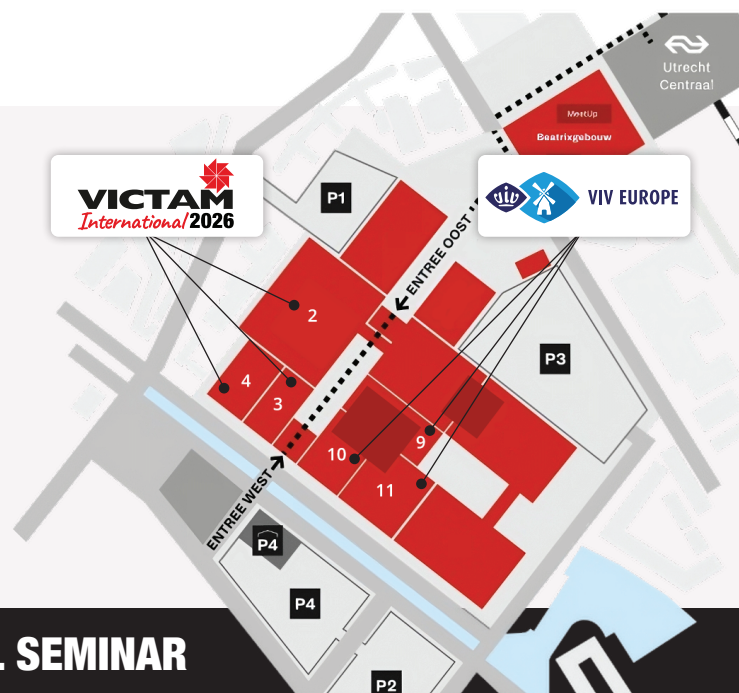 Utrecht
Centraal
MeetUp
Beatrixgebouw
VICTAM
International 2026
viv
VIV EUROPE
P1
ENTREE OOST
2
P3
4
3
9
10
11
ENTREE WEST
P4
P4
. SEMINAR
P2